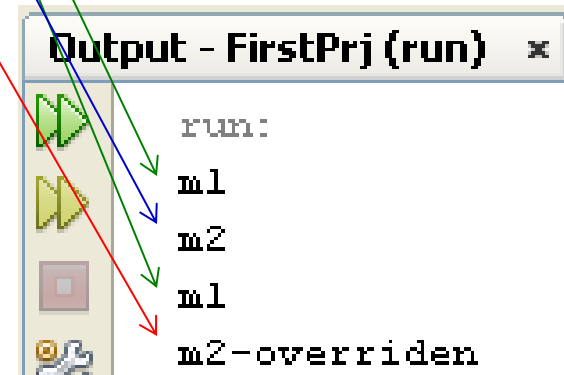 Output - FirstPrj (run) ×
run:
m1
m2
m1
m2-overriden